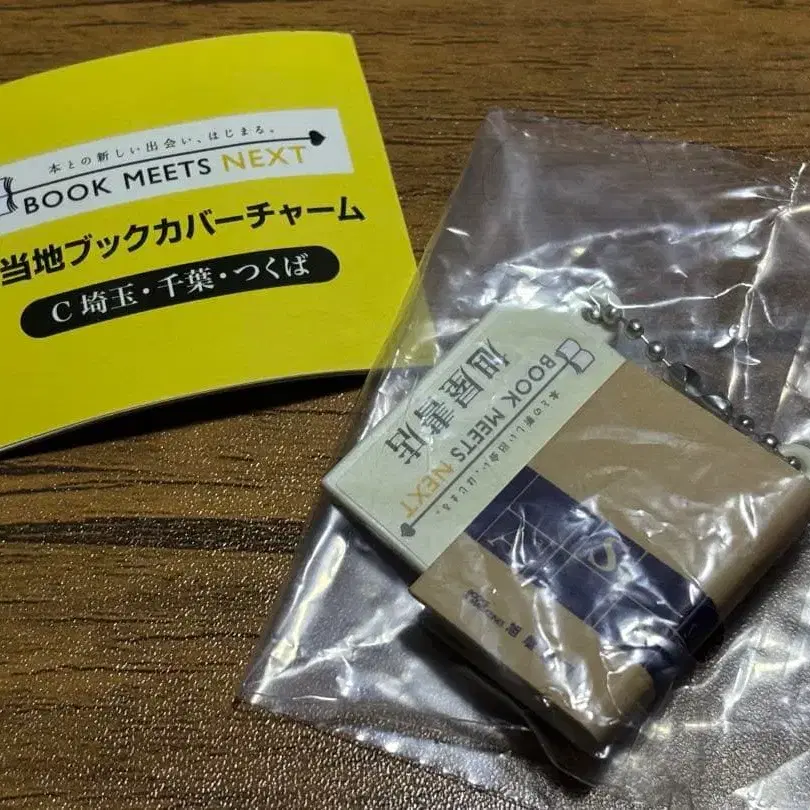 本との新しい出会い、はじまる。
BOOK MEETS NEXT
当地ブックカバーチャーム
C 埼玉・千葉・つくば
旭屋書店
BOOK MEETS NEXT
本との新しい出会い、はじまる。
S